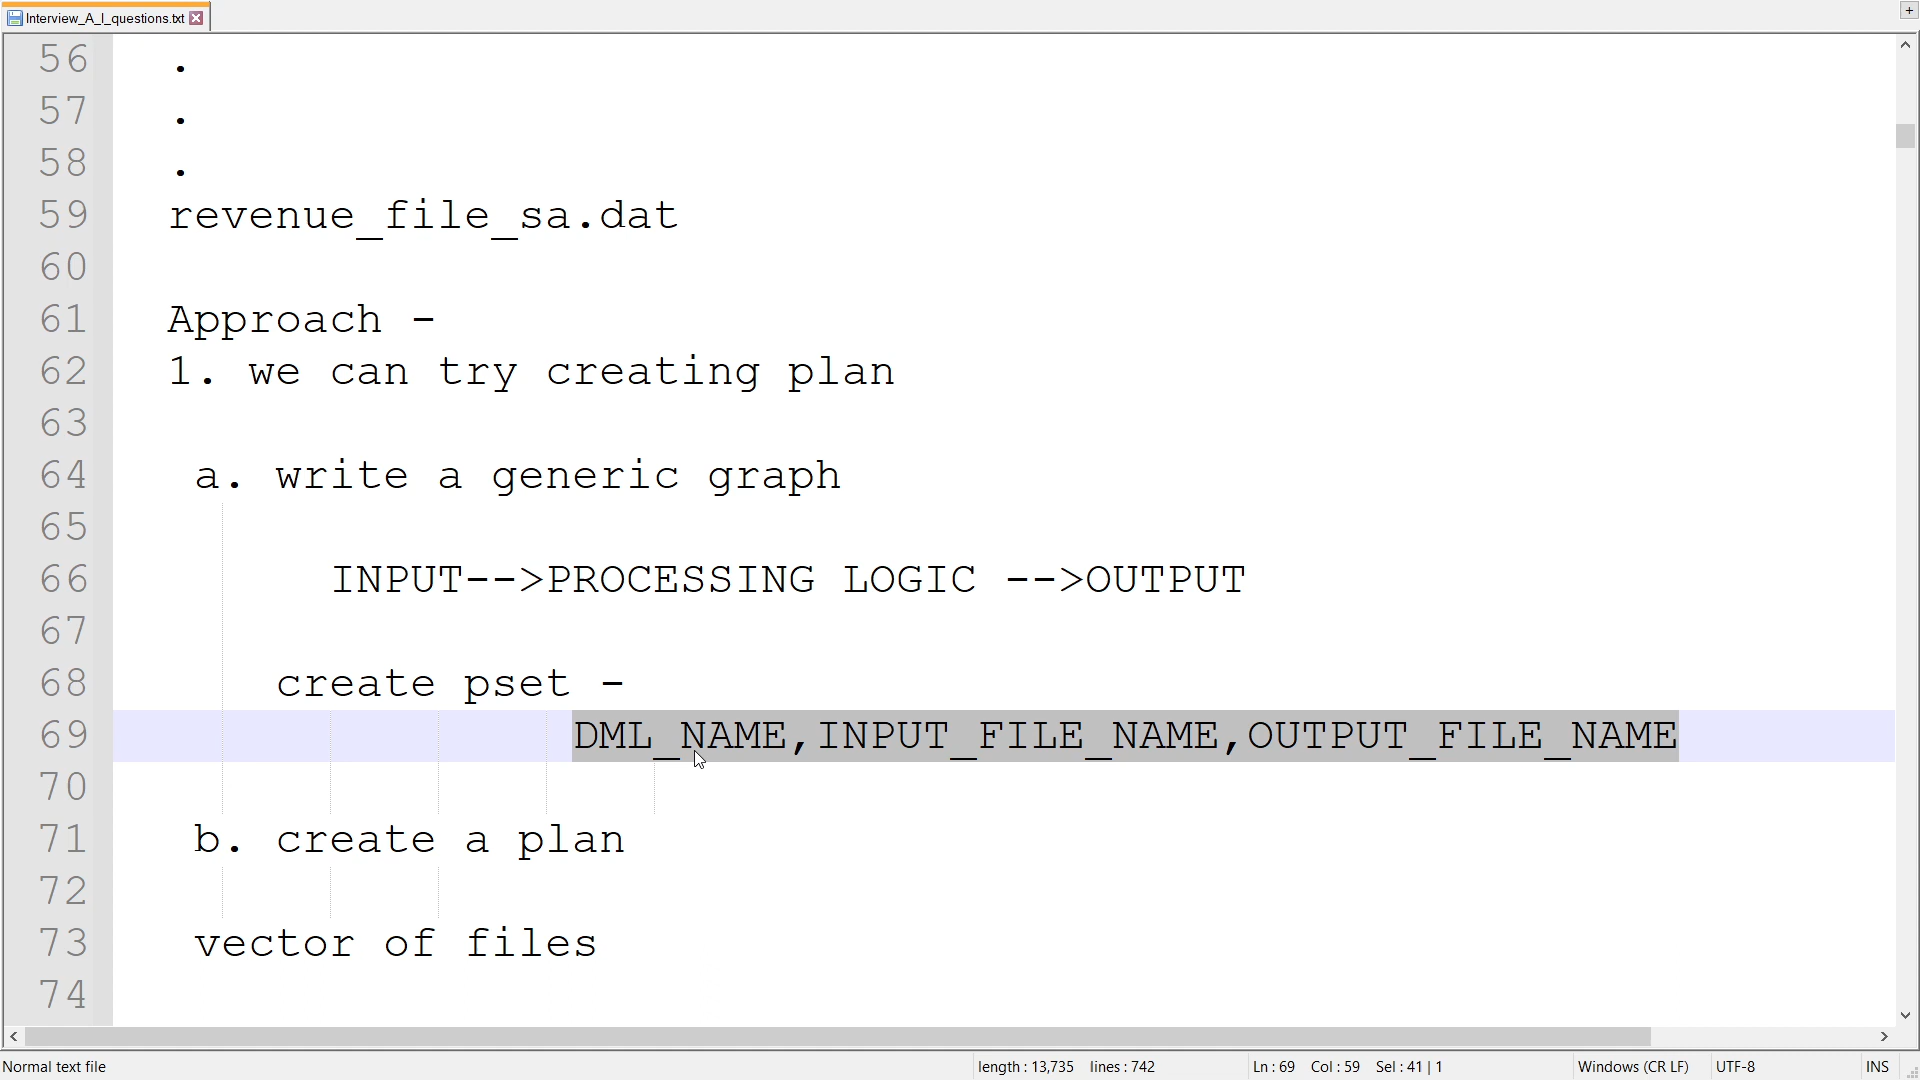 Interview_A_I_questions.txt
+
56 .
57 .
58 .
59 revenue_file_sa.dat
60
61 Approach -
62 1. we can try creating plan
63
64 a. write a generic graph
65
66 INPUT-->PROCESSING LOGIC -->OUTPUT
67
68 create pset -
69 DML_NAME,INPUT_FILE_NAME,OUTPUT_FILE_NAME
70
71 b. create a plan
72
73 vector of files
74
Normal text file length : 13,735 lines : 742 Ln : 69 Col : 59 Sel : 41 | 1 Windows (CR LF) UTF-8 INS